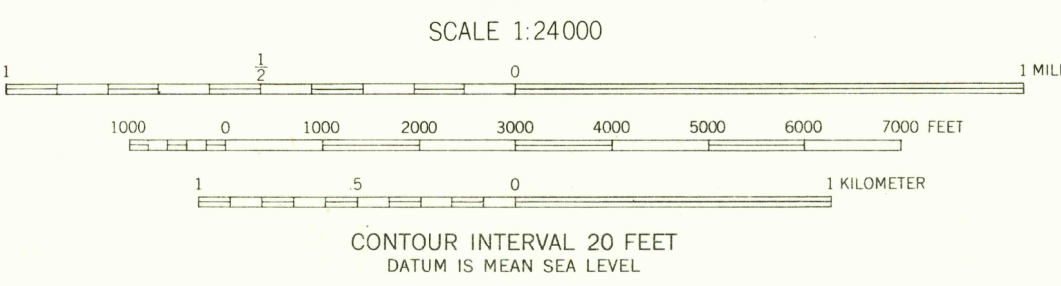 SCALE 1:24000
1 1/2 0 1
1000 0 1000 2000 3000 4000 5000 6000 7000 FEET
1 .5 0 1 KILOMETER
CONTOUR INTERVAL 20 FEET
DATUM IS MEAN SEA LEVEL